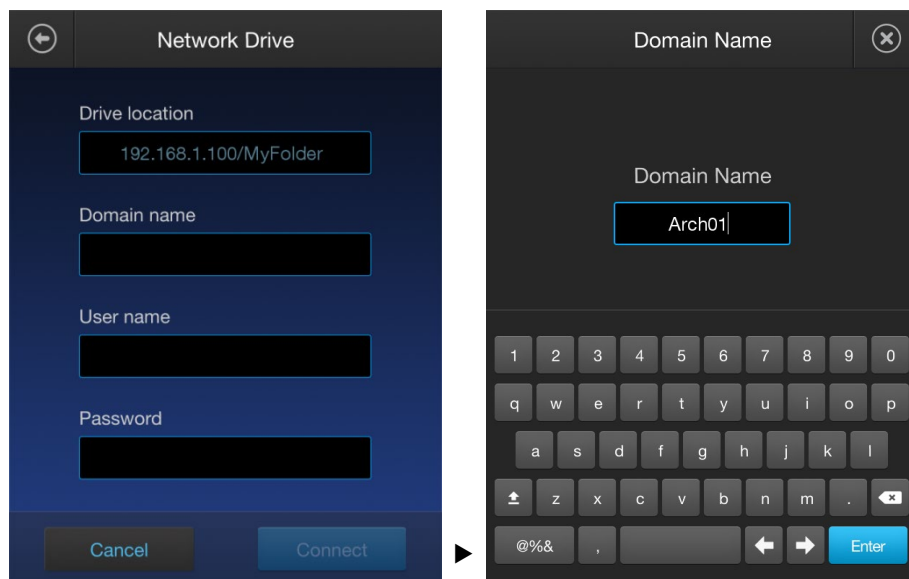 Network Drive
Drive location
192.168.1.100/MyFolder
Domain name
User name
Password
Cancel Connect
Domain Name
Domain Name
Arch01
1 2 3 4 5 6 7 8 9 0
q w e r t y u i o p
a s d f g h j k l
z x c v b n m .
@%& , Enter